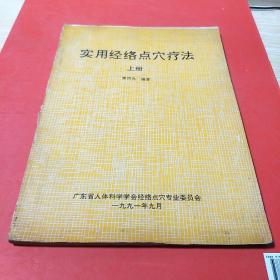 实用经络点穴疗法
上册
编著
广东省人体科学学会经络点穴专业委员会
一九九一年九月